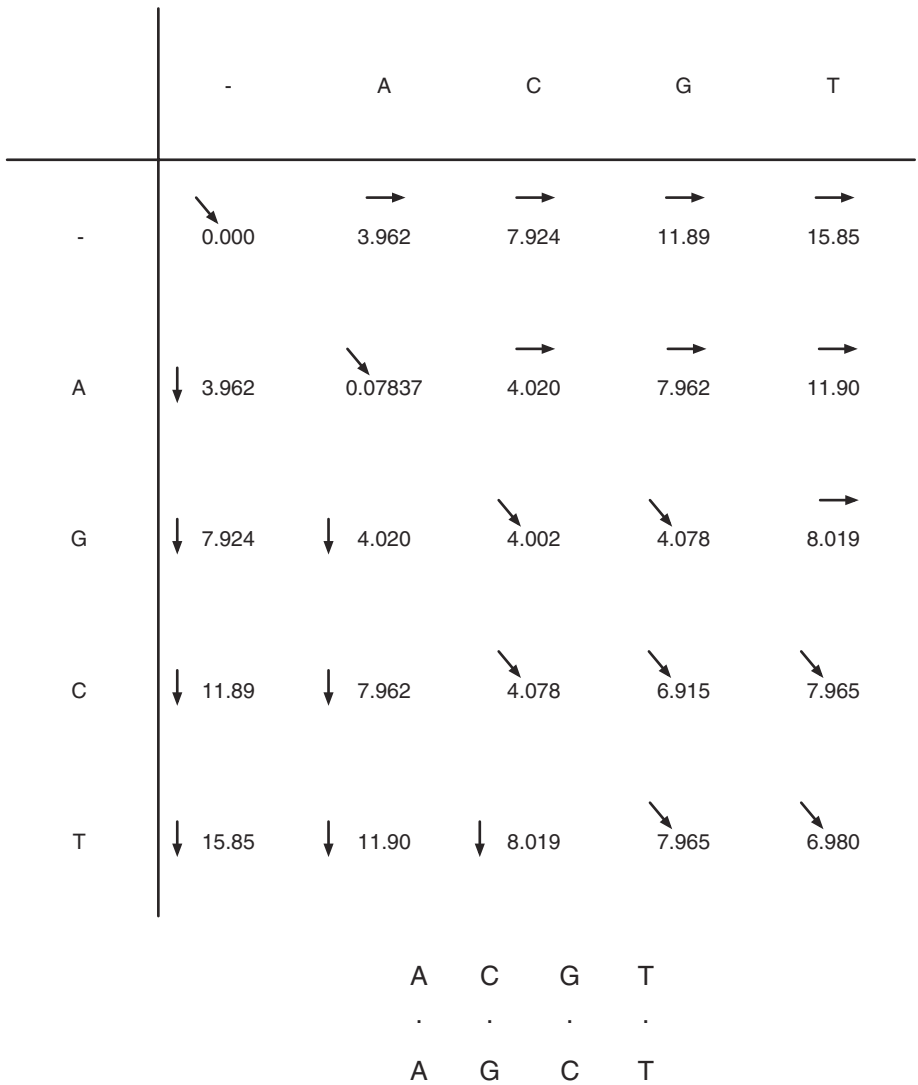 - A C G T
- 0.000 3.962 7.924 11.89 15.85
A 3.962 0.07837 4.020 7.962 11.90
G 7.924 4.020 4.002 4.078 8.019
C 11.89 7.962 4.078 6.915 7.965
T 15.85 11.90 8.019 7.965 6.980
A C G T
. . . .
A G C T